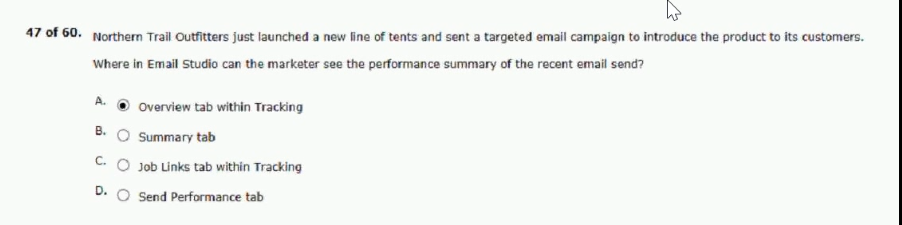 47 of 60. Northern Trail Outfitters just launched a new line of tents and sent a targeted email campaign to introduce the product to its customers.
Where in Email Studio can the marketer see the performance summary of the recent email send?
A. Overview tab within Tracking
B. Summary tab
C. Job Links tab within Tracking
D. Send Performance tab